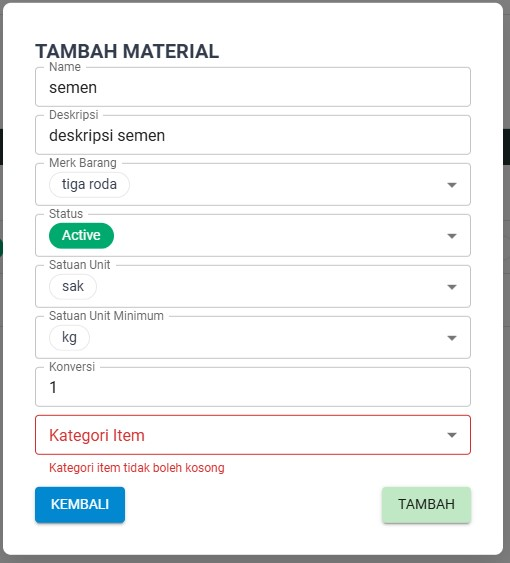 TAMBAH MATERIAL
Name
semen
Deskripsi
deskripsi semen
Merk Barang
tiga roda
Status
Active
Satuan Unit
sak
Satuan Unit Minimum
kg
Konversi
1
Kategori Item
Kategori item tidak boleh kosong
KEMBALI TAMBAH